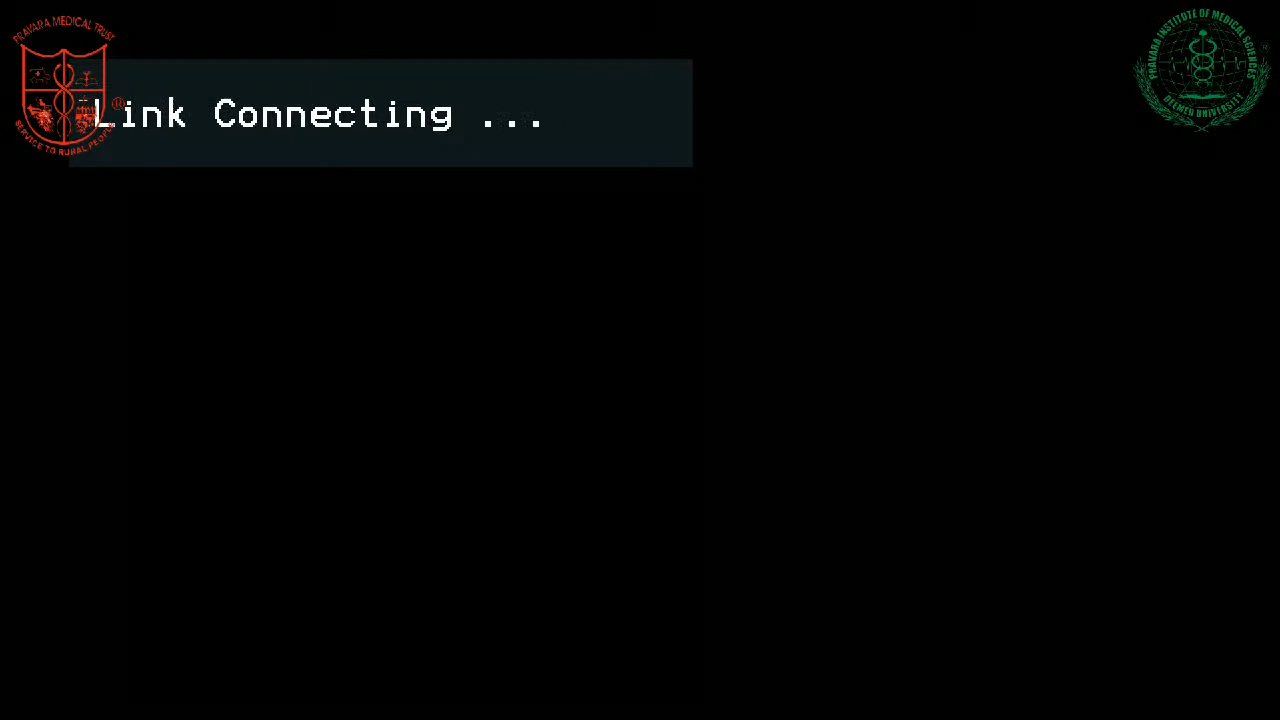 PRAVARA MEDICAL TRUST
®
SERVICE TO RURAL PEOPLE
Link Connecting ...
PRAVARA INSTITUTE OF MEDICAL SCIENCES
®
DEEMED UNIVERSITY